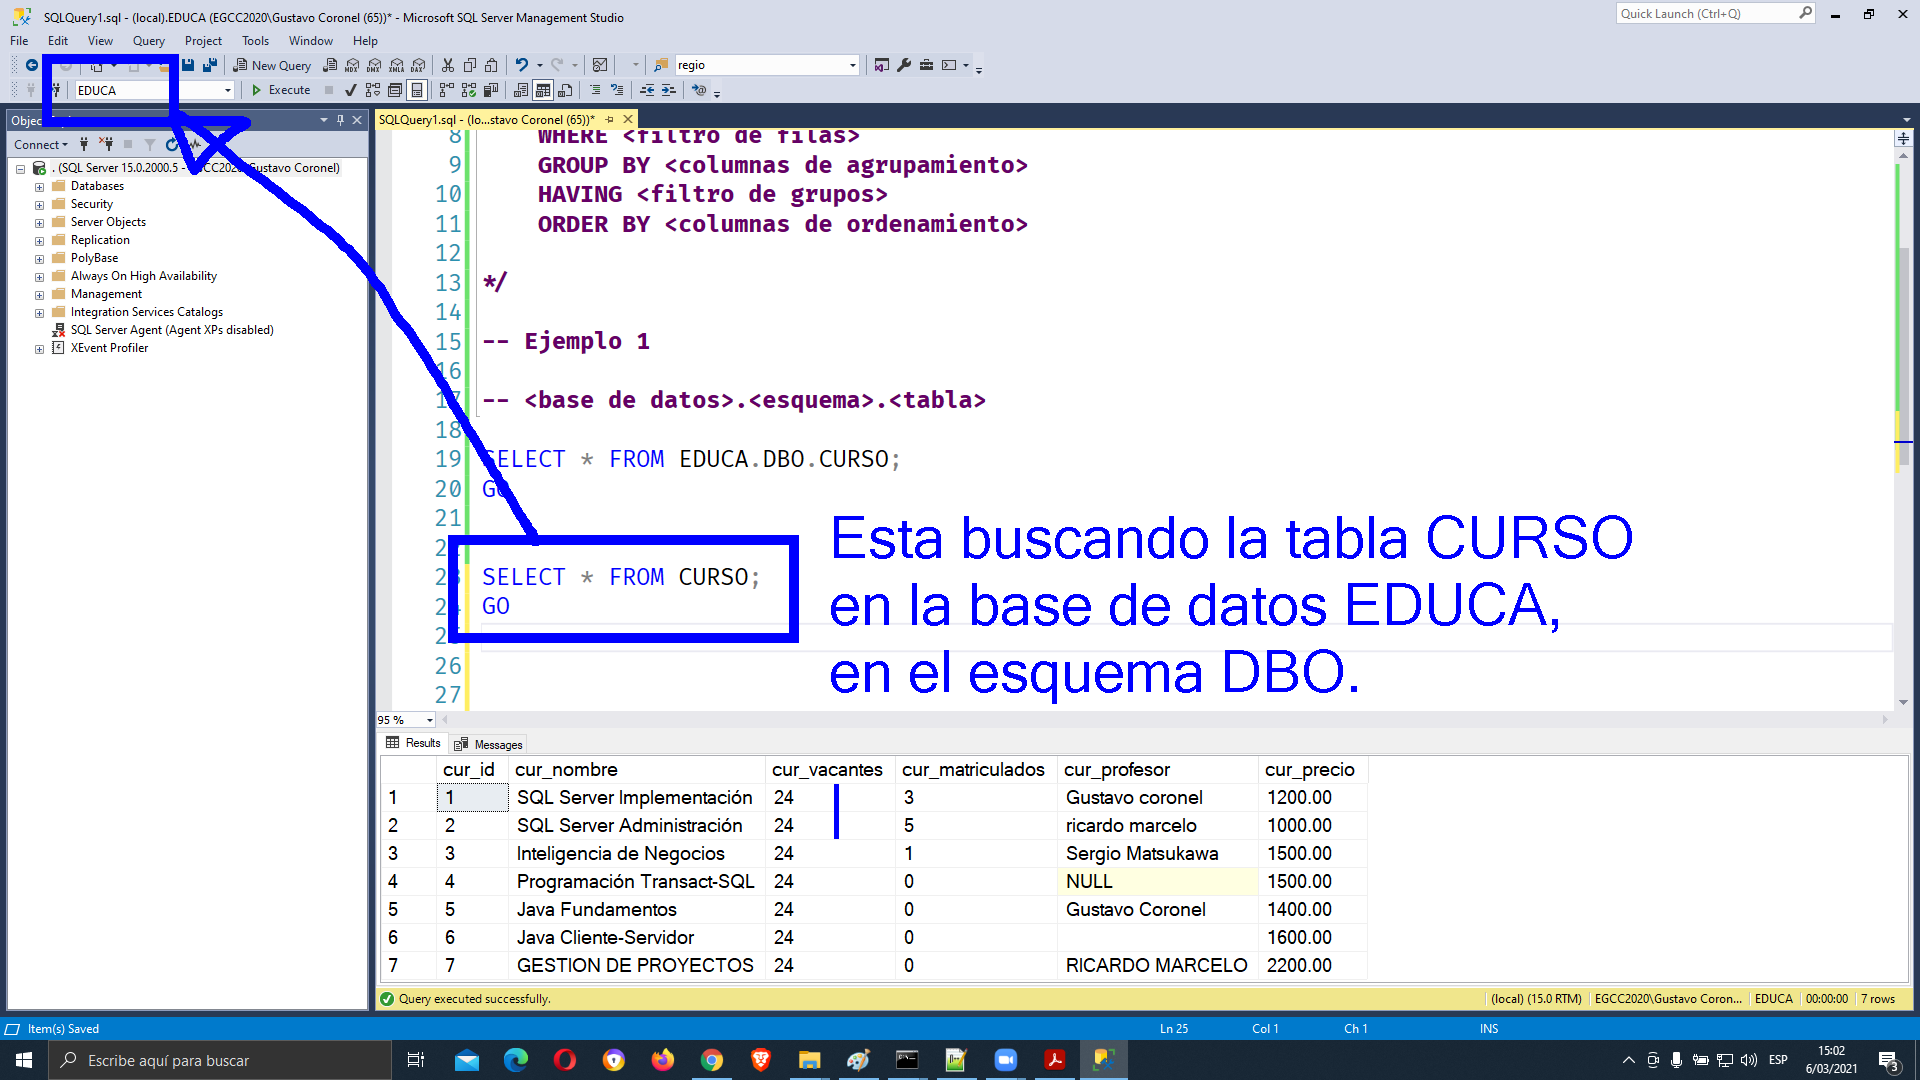 SQLQuery1.sql - (local).EDUCA (EGCC2020\Gustavo Coronel (65))* - Microsoft SQL Server Management Studio
Quick Launch (Ctrl+Q)
File Edit View Query Project Tools Window Help
New Query
regio
EDUCA
Execute
SQLQuery1.sql - (lo...stavo Coronel (65))*
Connect
. (SQL Server 15.0.2000.5 - Gustavo Coronel)
Databases
Security
Server Objects
Replication
PolyBase
Always On High Availability
Management
Integration Services Catalogs
SQL Server Agent (Agent XPs disabled)
XEvent Profiler
8 WHERE <filtro de filas>
9 GROUP BY <columnas de agrupamiento>
10 HAVING <filtro de grupos>
11 ORDER BY <columnas de ordenamiento>
12
13 */
14
15 -- Ejemplo 1
16
17 -- <base de datos>.<esquema>.<tabla>
18
19 SELECT * FROM EDUCA.DBO.CURSO;
20 GO
21
23 SELECT * FROM CURSO;
GO
26
27
Esta buscando la tabla CURSO
en la base de datos EDUCA,
en el esquema DBO.
95 %
Results Messages
cur_id cur_nombre cur_vacantes cur_matriculados cur_profesor cur_precio
1 1 SQL Server Implementación 24 3 Gustavo coronel 1200.00
2 2 SQL Server Administración 24 5 ricardo marcelo 1000.00
3 3 Inteligencia de Negocios 24 1 Sergio Matsukawa 1500.00
4 4 Programación Transact-SQL 24 0 NULL 1500.00
5 5 Java Fundamentos 24 0 Gustavo Coronel 1400.00
6 6 Java Cliente-Servidor 24 0 1600.00
7 7 GESTION DE PROYECTOS 24 0 RICARDO MARCELO 2200.00
Query executed successfully.
(local) (15.0 RTM) EGCC2020\Gustavo Coron... EDUCA 00:00:00 7 rows
Item(s) Saved
Ln 25 Col 1 Ch 1 INS
Escribe aquí para buscar
ESP
15:02
6/03/2021
3